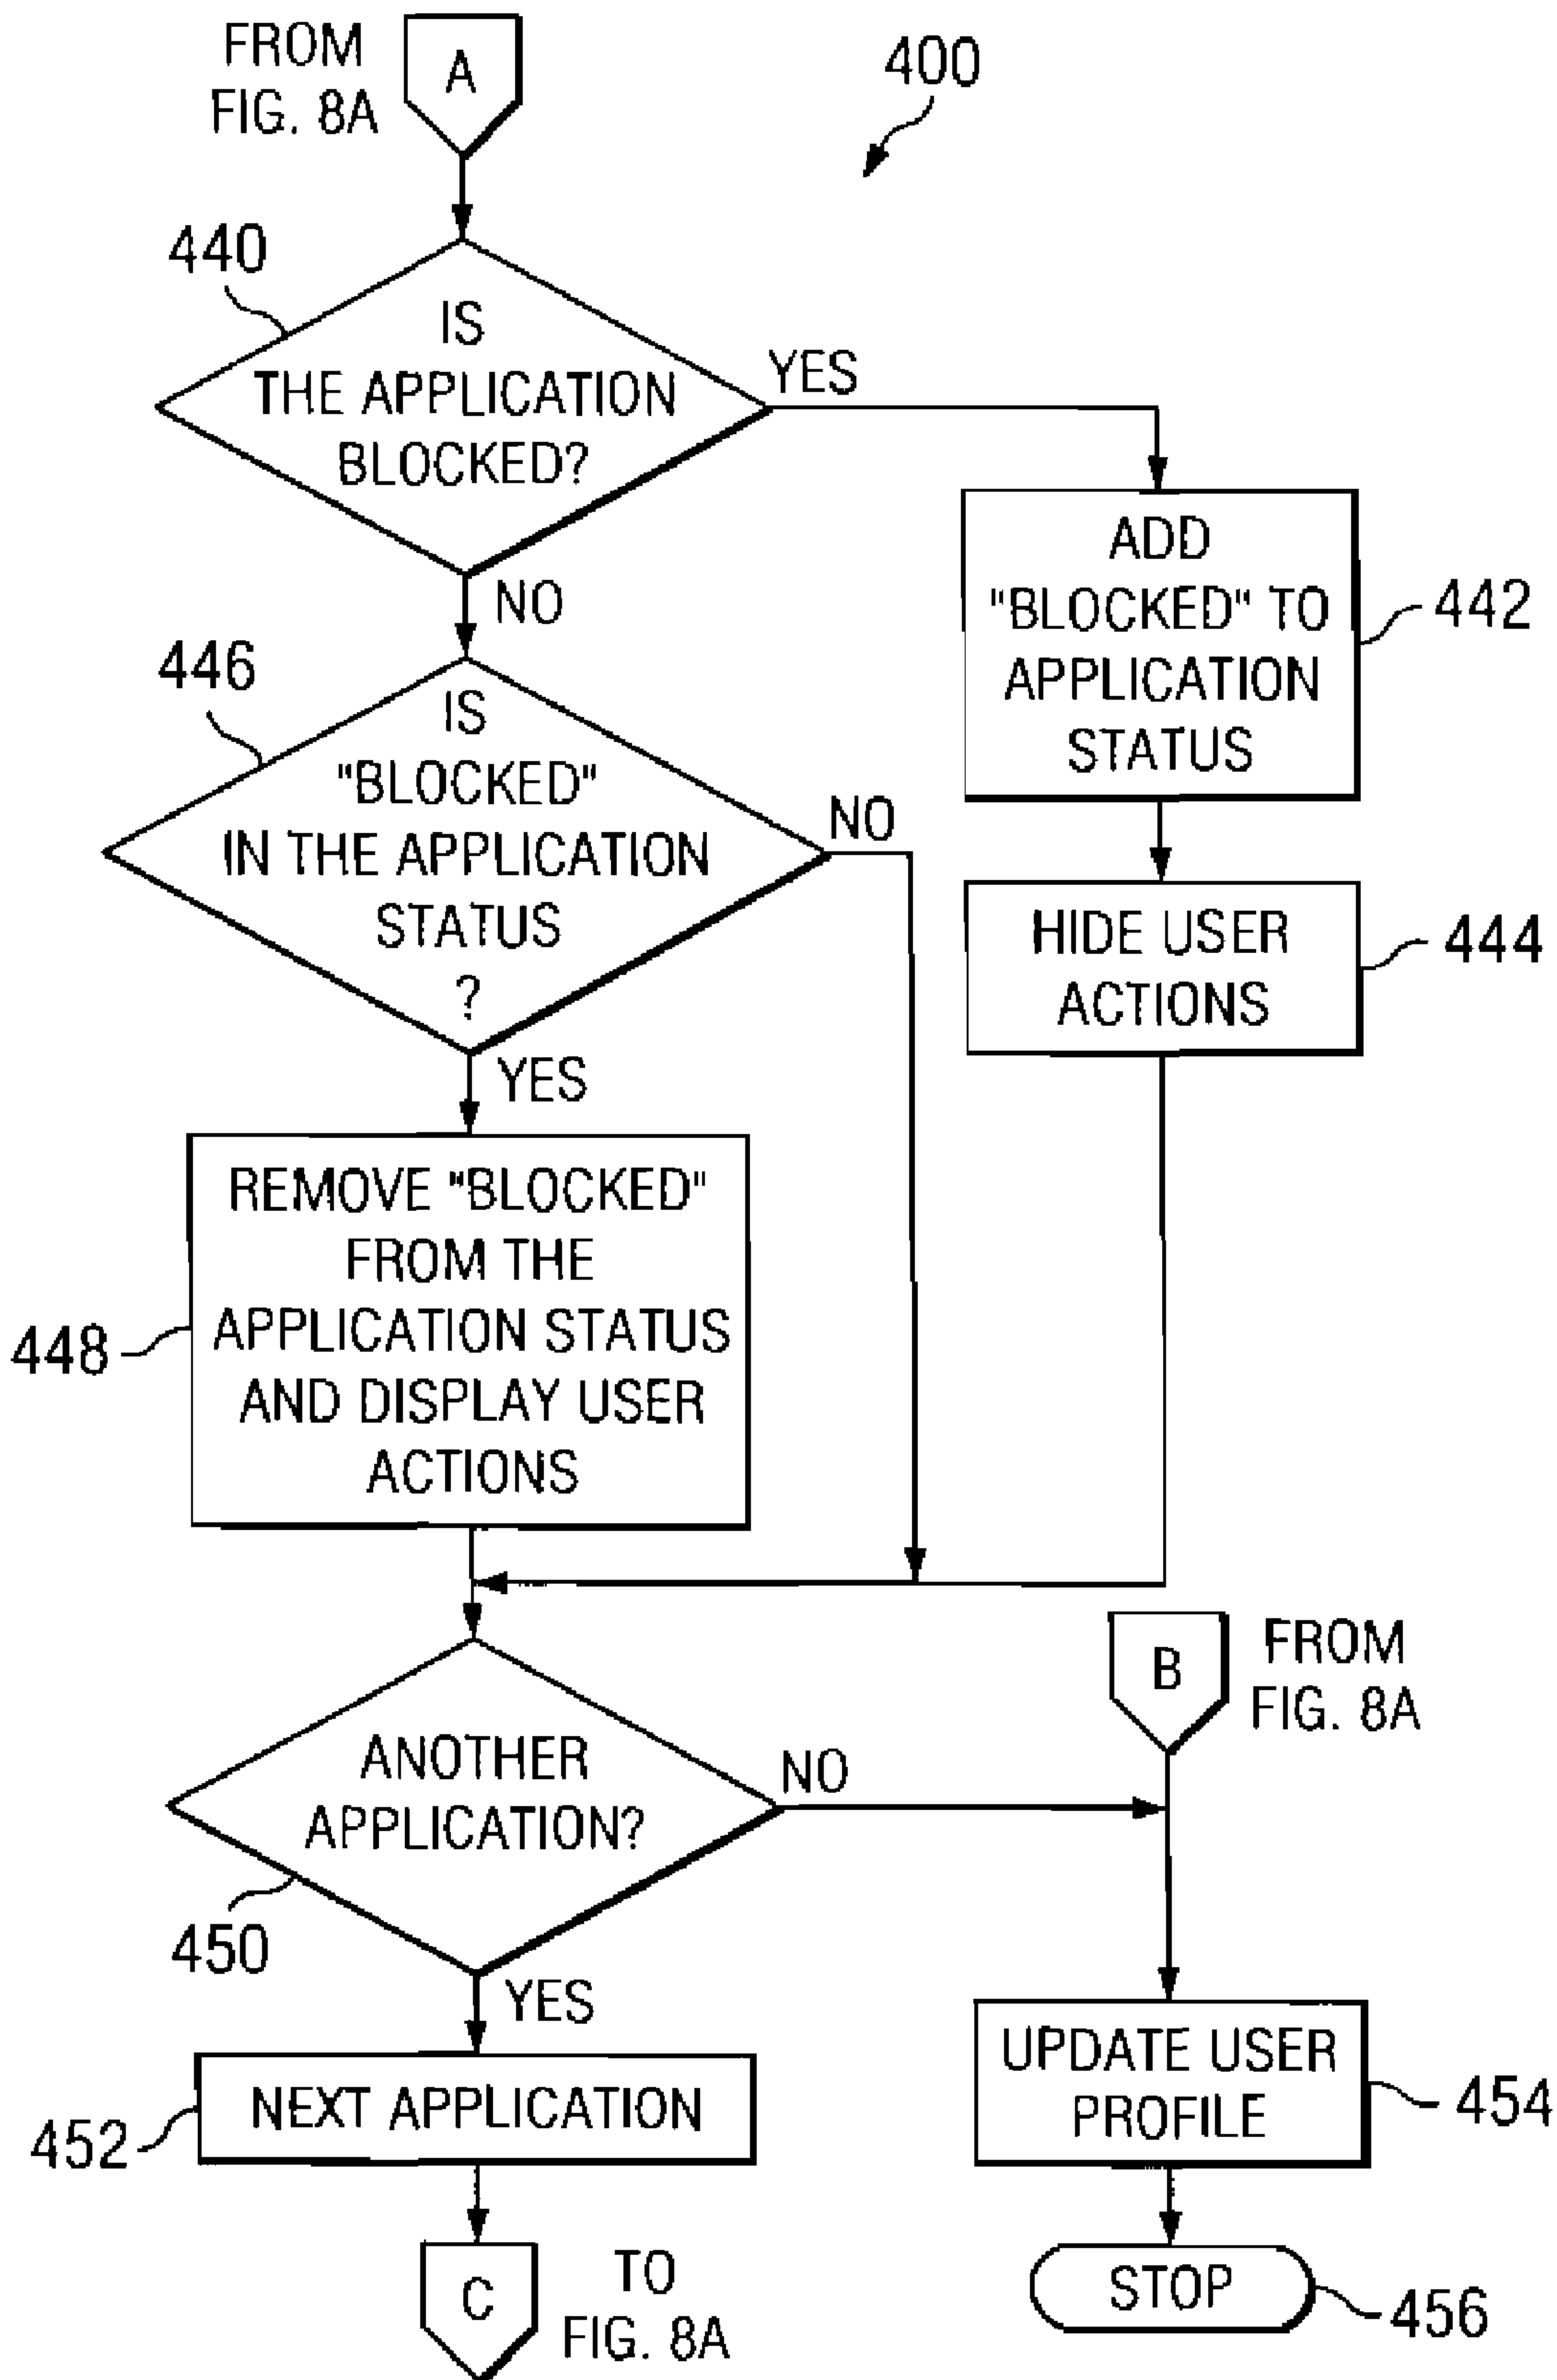 FROM
FIG. 8A
A
400
440
IS
THE APPLICATION
BLOCKED?
YES
NO
ADD
"BLOCKED" TO
APPLICATION
STATUS
442
446
IS
"BLOCKED"
IN THE APPLICATION
STATUS
?
NO
YES
HIDE USER
ACTIONS
444
REMOVE "BLOCKED"
FROM THE
APPLICATION STATUS
AND DISPLAY USER
ACTIONS
448
B
FROM
FIG. 8A
ANOTHER
APPLICATION?
NO
450
YES
UPDATE USER
PROFILE
454
NEXT APPLICATION
452
C
TO
FIG. 8A
STOP
456